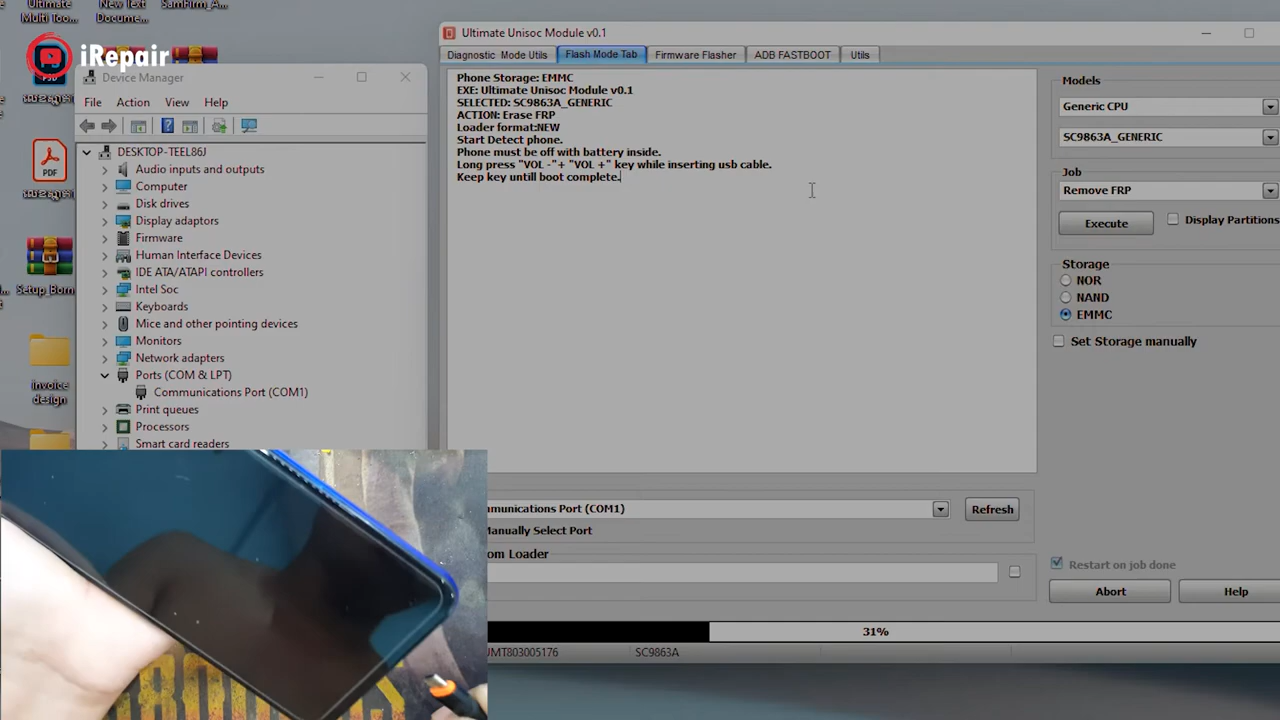 Ultimate
Multi Too...
New Text
Docume...
SamFirm_A...
iRepair
Device Manager
File Action View Help
DESKTOP-TEEL86J
Audio inputs and outputs
Computer
Disk drives
Display adaptors
Firmware
Human Interface Devices
IDE ATA/ATAPI controllers
Intel Soc
Keyboards
Mice and other pointing devices
Monitors
Network adapters
Ports (COM & LPT)
Communications Port (COM1)
Print queues
Processors
Smart card readers
Setup_Born
invoice
design
Ultimate Unisoc Module v0.1
Diagnostic Mode Utils Flash Mode Tab Firmware Flasher ADB FASTBOOT Utils
Phone Storage: EMMC
EXE: Ultimate Unisoc Module v0.1
SELECTED: SC9863A_GENERIC
ACTION: Erase FRP
Loader format:NEW
Start Detect phone.
Phone must be off with battery inside.
Long press "VOL -"+ "VOL +" key while inserting usb cable.
Keep key untill boot complete.
Models
Generic CPU
SC9863A_GENERIC
Job
Remove FRP
Execute Display Partitions
Storage
NOR
NAND
EMMC
Set Storage manually
mmunications Port (COM1) Refresh
Manually Select Port
om Loader
Restart on job done
Abort Help
31%
UMT803005176 SC9863A